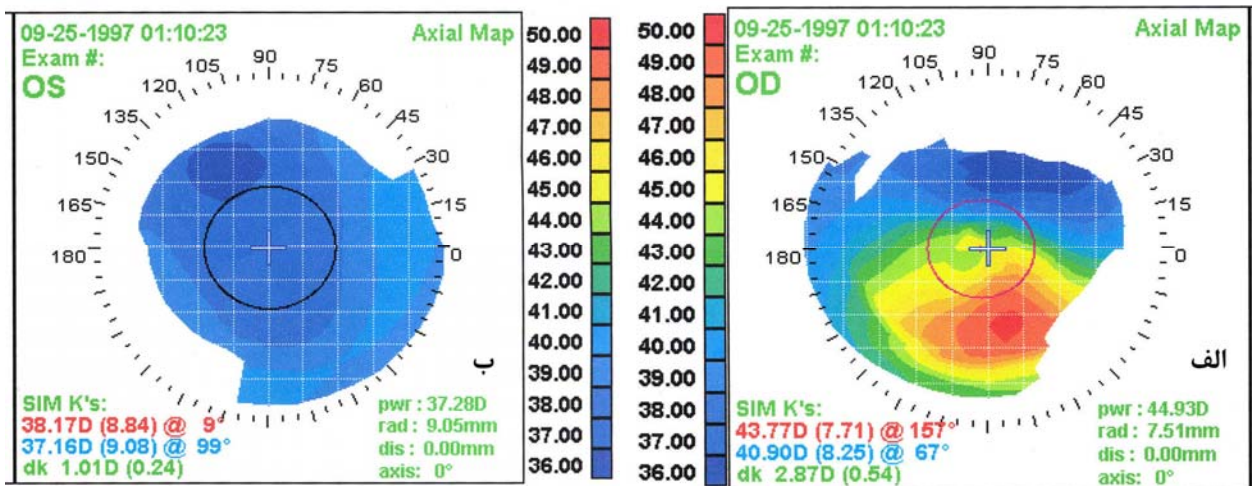 09-25-1997 01:10:23
Axial Map
Exam #:
OS
105 90 75
120 60
135 45
150 30
165 15
180 0
ب
SIM K's:
38.17D (8.84) @ 9°
37.16D (9.08) @ 99°
dk 1.01D (0.24)
pwr : 37.28D
rad : 9.05mm
dis : 0.00mm
axis: 0°
50.00
49.00
48.00
47.00
46.00
45.00
44.00
43.00
42.00
41.00
40.00
39.00
38.00
37.00
36.00
50.00
49.00
48.00
47.00
46.00
45.00
44.00
43.00
42.00
41.00
40.00
39.00
38.00
37.00
36.00
09-25-1997 01:10:23
Axial Map
Exam #:
OD
105 90 75
120 60
135 45
150 30
165 15
180 0
الف
SIM K's:
43.77D (7.71) @ 157°
40.90D (8.25) @ 67°
dk 2.87D (0.54)
pwr : 44.93D
rad : 7.51mm
dis : 0.00mm
axis: 0°